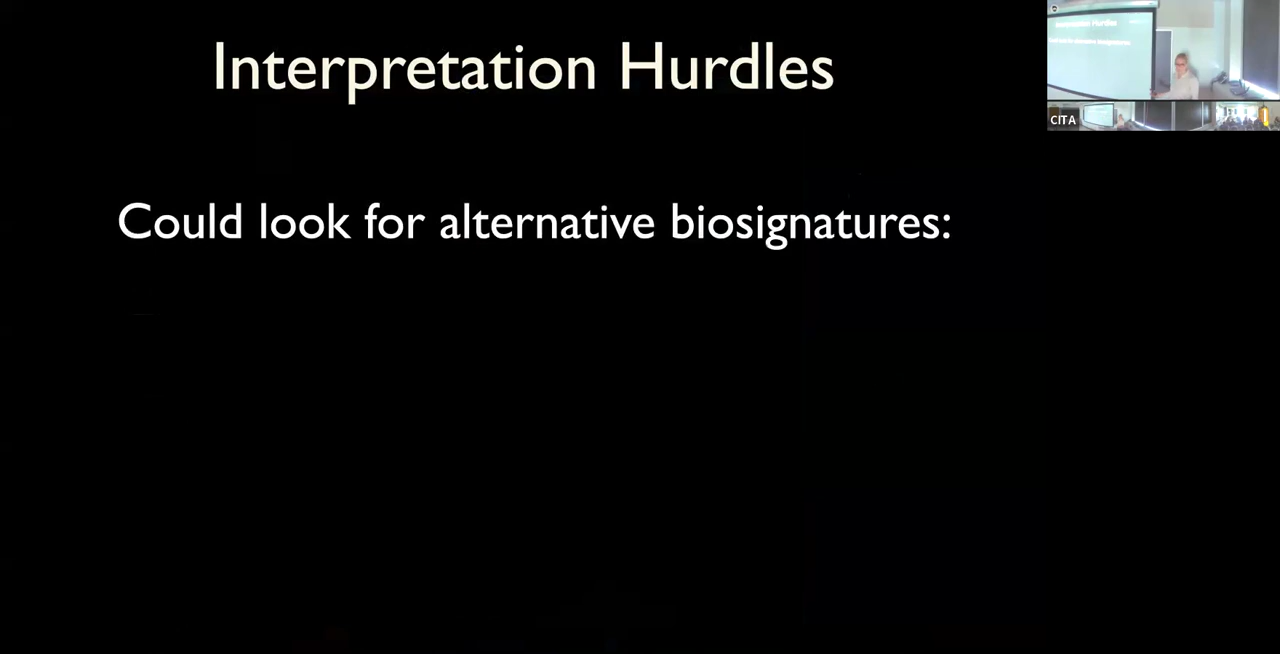 Interpretation Hurdles
Could look for alternative biosignatures:
CITA